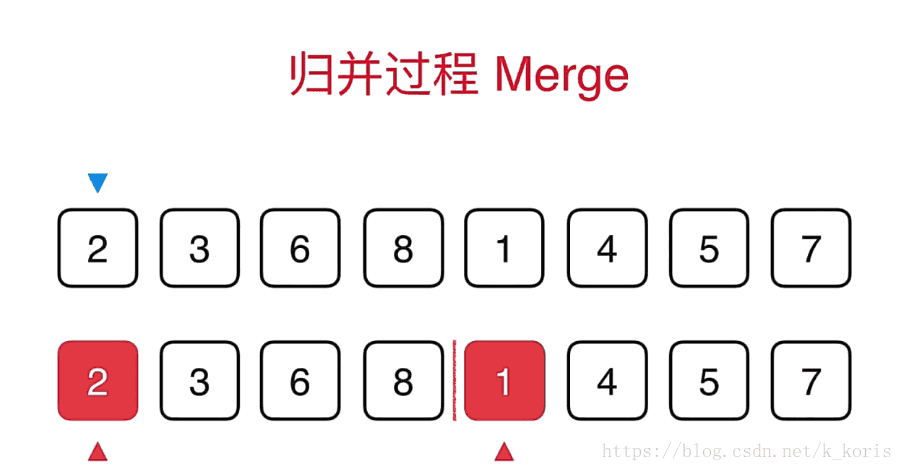 归并过程 Merge
2 3 6 8 1 4 5 7
2 3 6 8 1 4 5 7
https://blog.csdn.net/k_koris